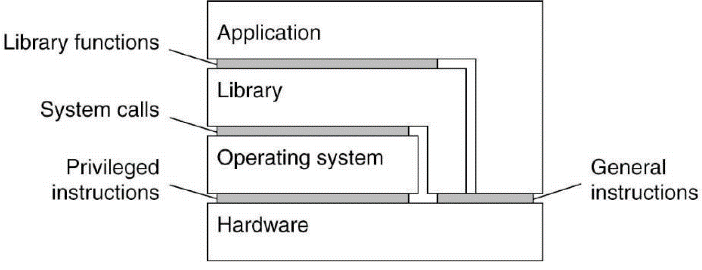 Application
Library functions
Library
System calls
Operating system
Privileged
instructions
General
instructions
Hardware